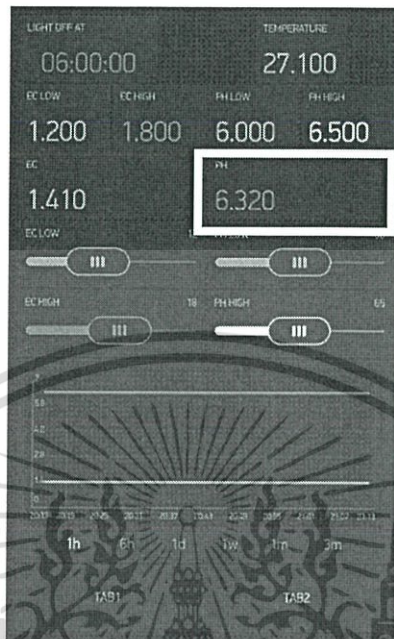 LIGHT OFF AT TEMPERATURE
06:00:00 27.100
EC LOW EC HIGH PH LOW PH HIGH
1.200 1.800 6.000 6.500
EC PH
1.410 6.320
EC LOW
EC HIGH 18 PH HIGH 65
1h 6h 1d 1w 1m 3m
TAB1 TAB2